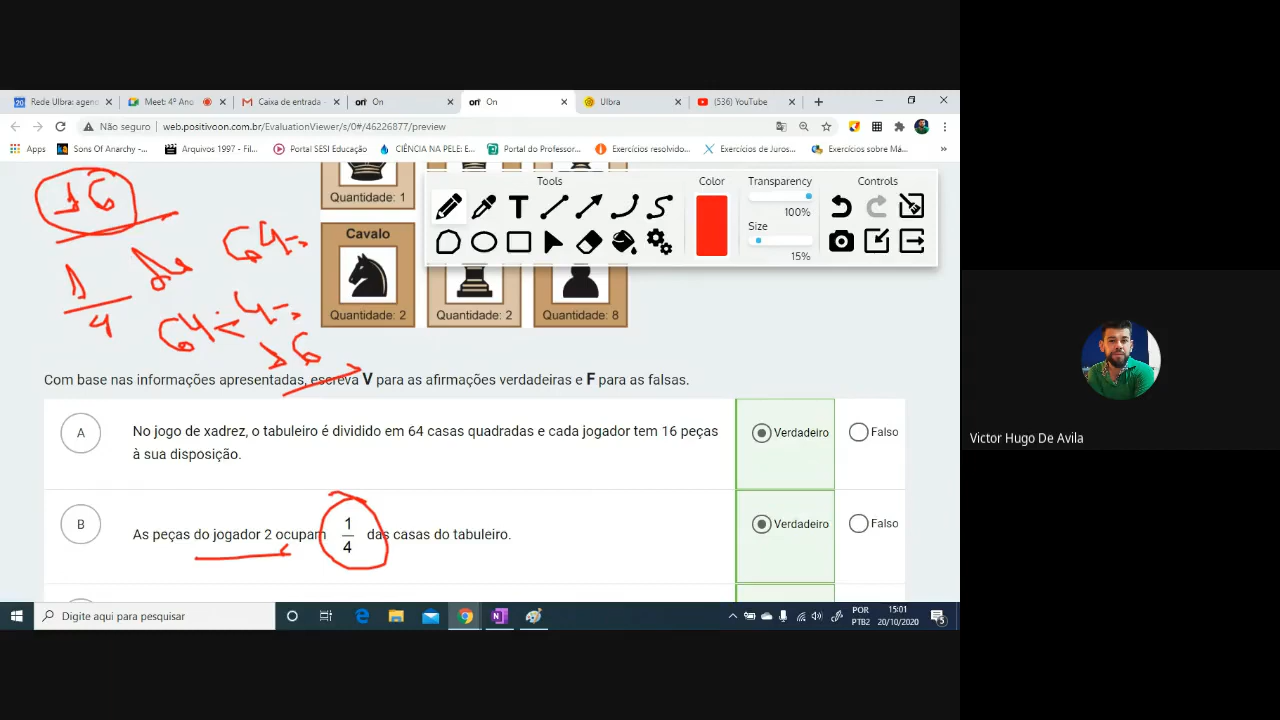 Rede Ulbra: agen
Meet: 4º Ano
Caixa de entrada -
On
On
Ulbra
(536) YouTube
Não seguro
web.positivoon.com.br/EvaluationViewer/s/0#/46226877/preview
Apps
Sons Of Anarchy -...
Arquivos 1997 - Fil...
Portal SESI Educação
CIÊNCIA NA PELE: E...
Portal do Professor...
Exercícios resolvido...
Exercícios de Juros...
Exercícios sobre Má...
»
Tools
Color
Transparency
100%
Size
15%
Controls
16
1/4 de 64=
64÷4=
16
Quantidade: 1
Cavalo
Quantidade: 2
Quantidade: 2
Quantidade: 8
Com base nas informações apresentadas, escreva V para as afirmações verdadeiras e F para as falsas.
A
No jogo de xadrez, o tabuleiro é dividido em 64 casas quadradas e cada jogador tem 16 peças
à sua disposição.
Verdadeiro
Falso
B
As peças do jogador 2 ocupam 1/4 das casas do tabuleiro.
Verdadeiro
Falso
Digite aqui para pesquisar
POR
PTB2
15:01
20/10/2020
5
Victor Hugo De Avila